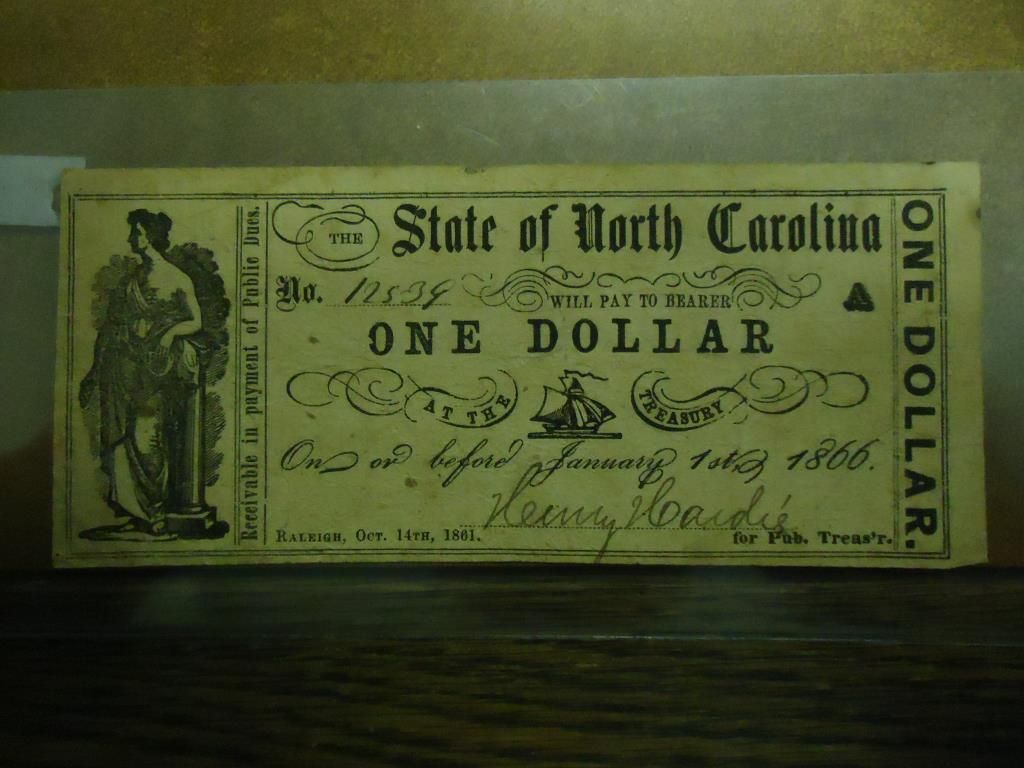 Receivable in payment of Public Dues.
THE State of North Carolina
No. 12539
WILL PAY TO BEARER
A
ONE DOLLAR
AT THE TREASURY
On or before January 1st, 1866.
Henry Hardie
RALEIGH, OCT. 14TH, 1861. for Pub. Treas'r.
ONE DOLLAR.